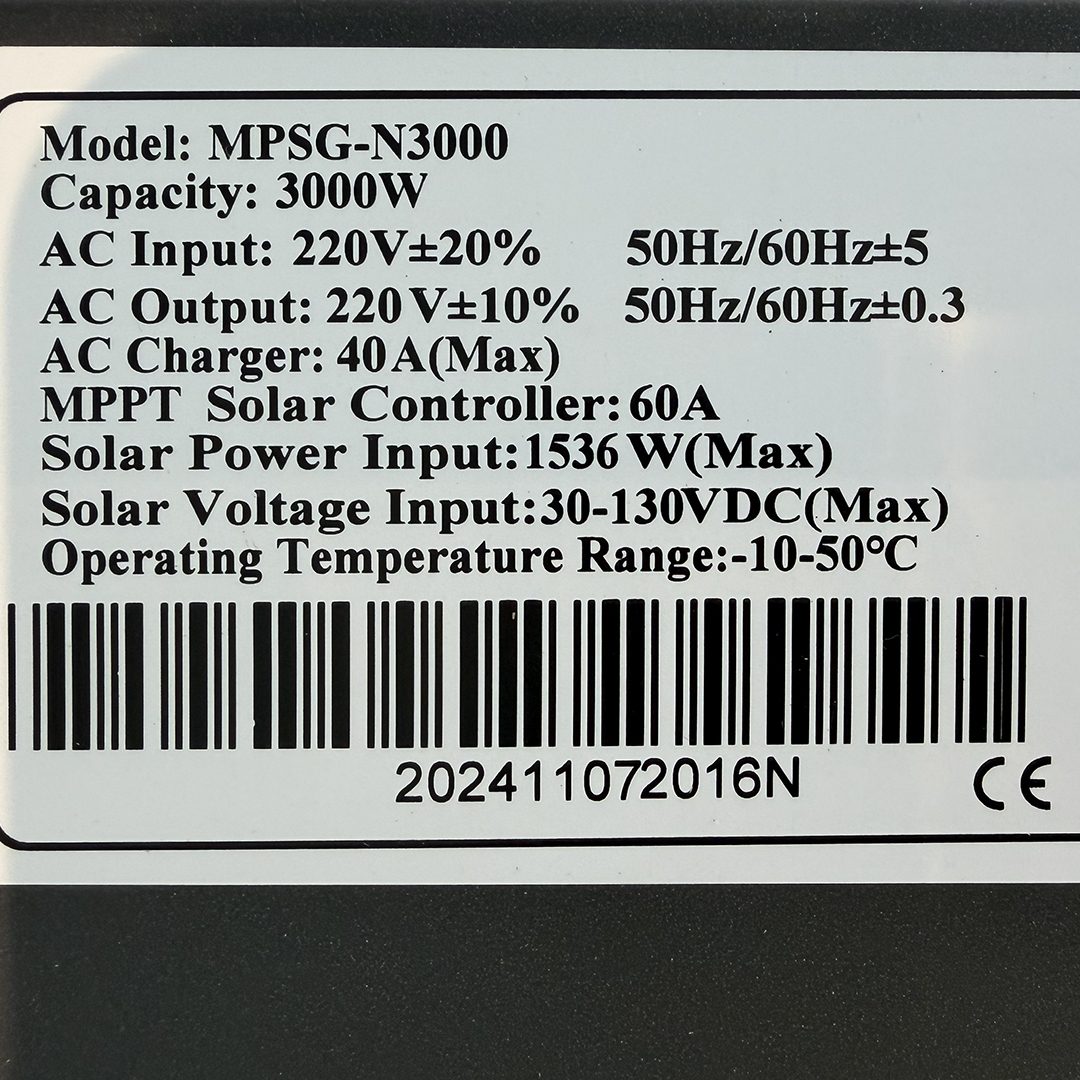 Model: MPSG-N3000
Capacity: 3000W
AC Input: 220V±20% 50Hz/60Hz±5
AC Output: 220V±10% 50Hz/60Hz±0.3
AC Charger: 40A(Max)
MPPT Solar Controller:60A
Solar Power Input:1536W(Max)
Solar Voltage Input:30-130VDC(Max)
Operating Temperature Range:-10-50°C
202411072016N
CE